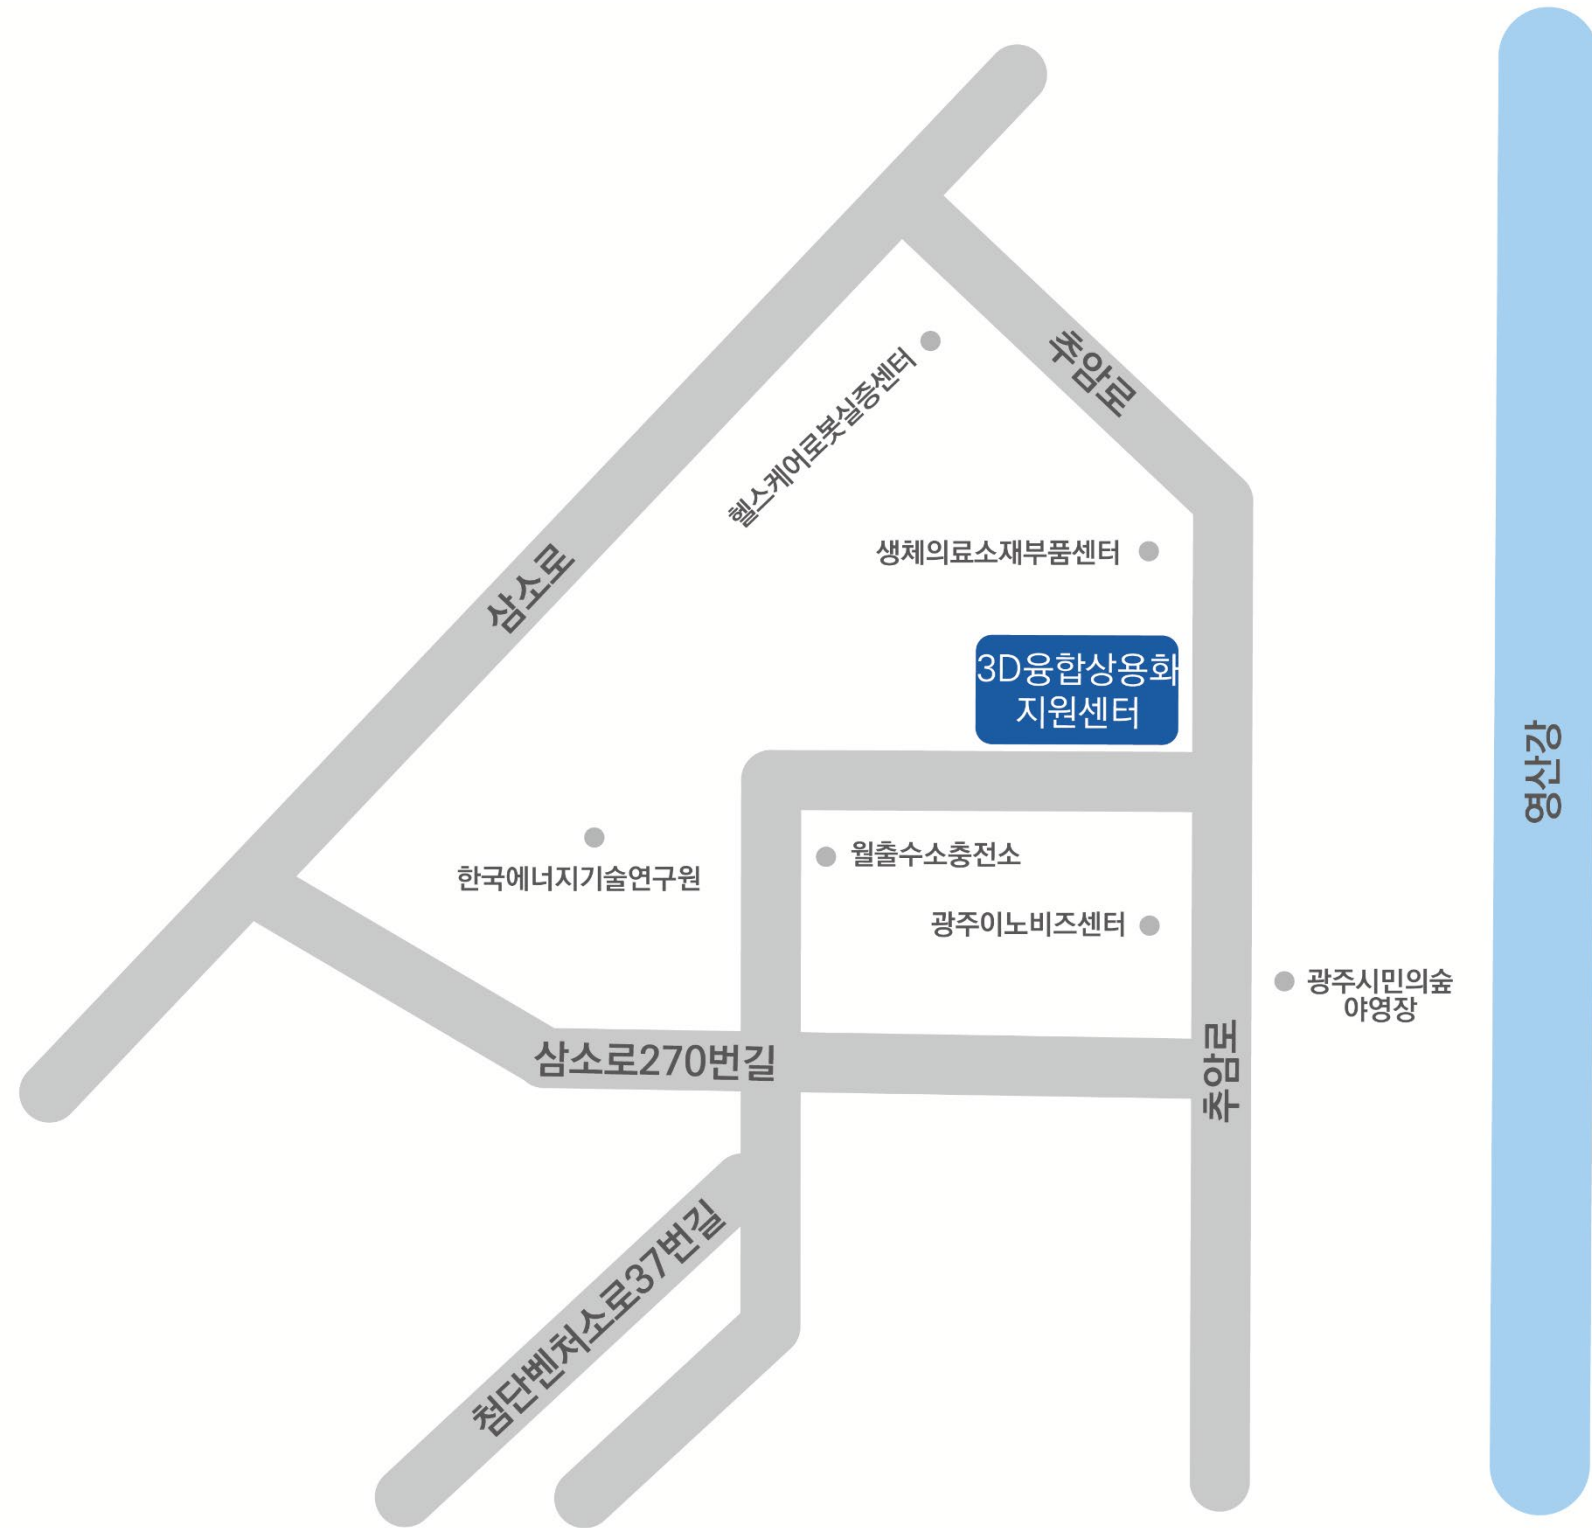 추암로
헬스케어로봇실증센터
삼소로
생체의료소재부품센터
3D융합상용화
지원센터
영산강
한국에너지기술연구원
월출수소충전소
광주이노비즈센터
광주시민의숲
야영장
삼소로270번길
추암로
첨단벤처소로37번길